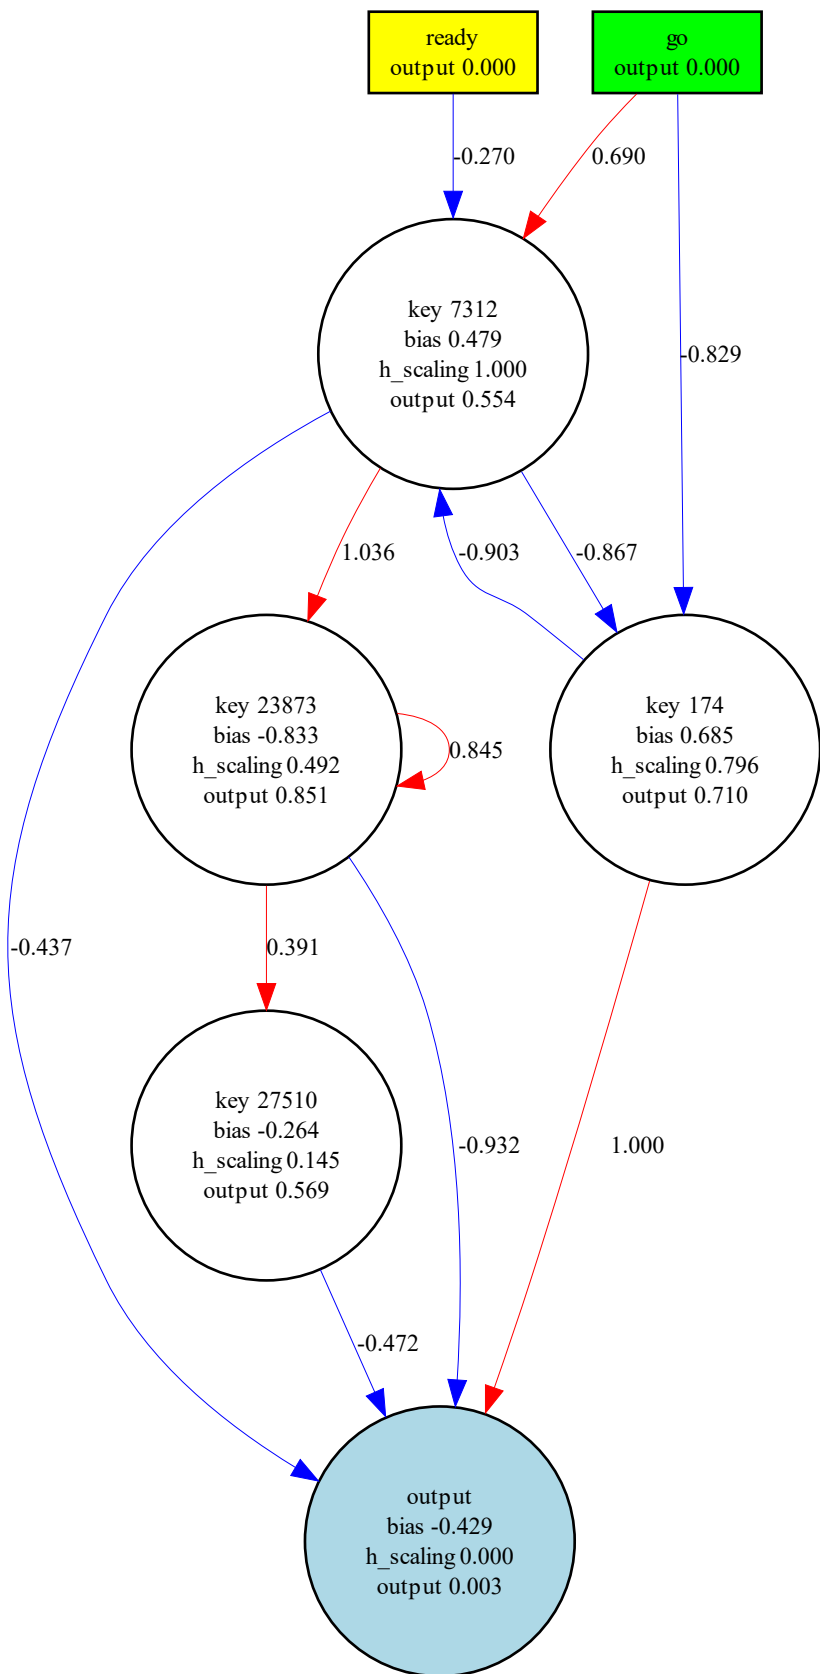 ready
output 0.000
go
output 0.000
-0.270
0.690
key 7312
bias 0.479
h_scaling 1.000
output 0.554
-0.829
1.036
-0.903
-0.867
key 23873
bias -0.833
h_scaling 0.492
output 0.851
0.845
key 174
bias 0.685
h_scaling 0.796
output 0.710
-0.437
0.391
key 27510
bias -0.264
h_scaling 0.145
output 0.569
-0.932
1.000
-0.472
output
bias -0.429
h_scaling 0.000
output 0.003